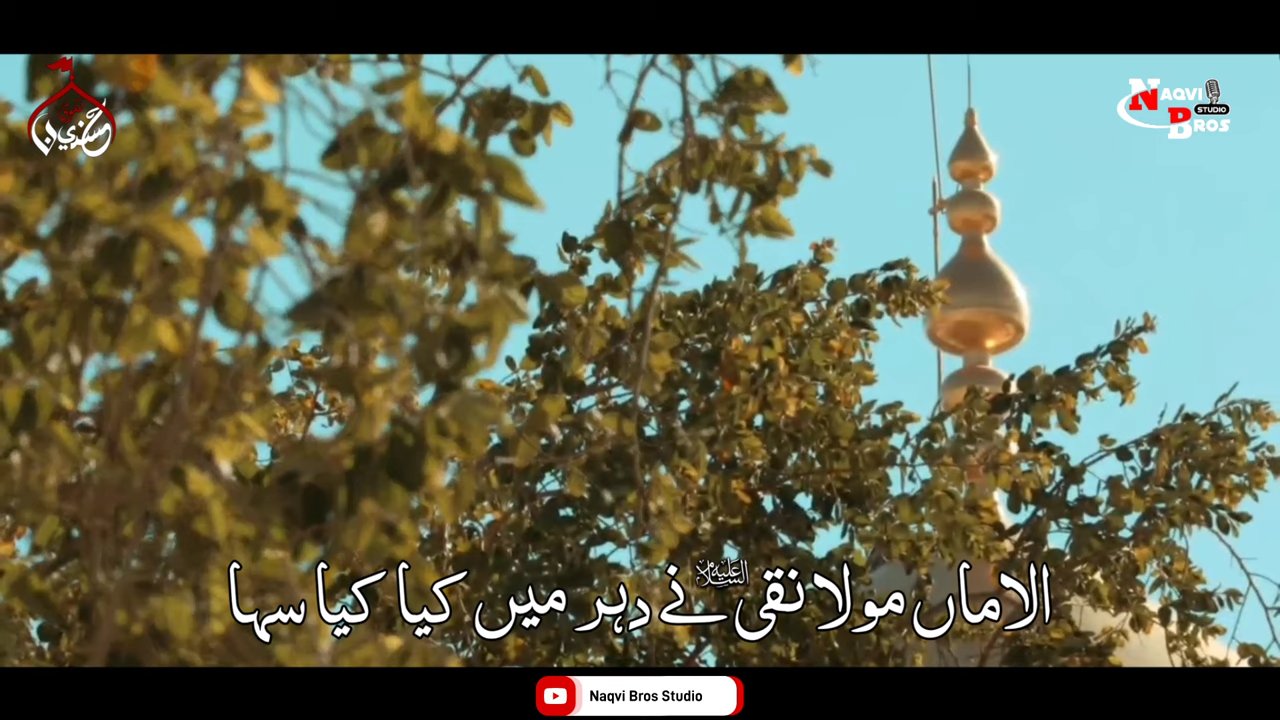 NAQVI
STUDIO
BROS
الاماں مولا نقی علیہ السلام نے دہر میں کیا کیا سہا
Naqvi Bros Studio